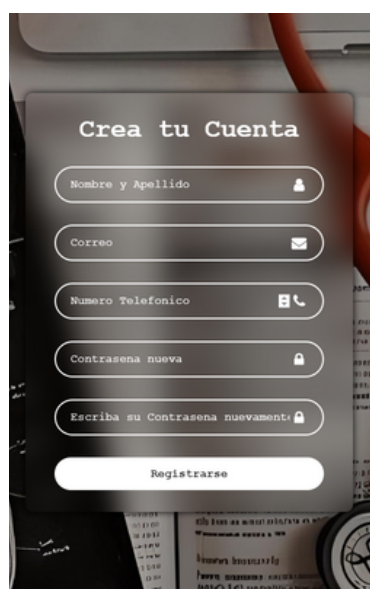 Crea tu Cuenta
Nombre y Apellido
Correo
Numero Telefonico
Contrasena nueva
Escriba su Contrasena nuevament
Registrarse